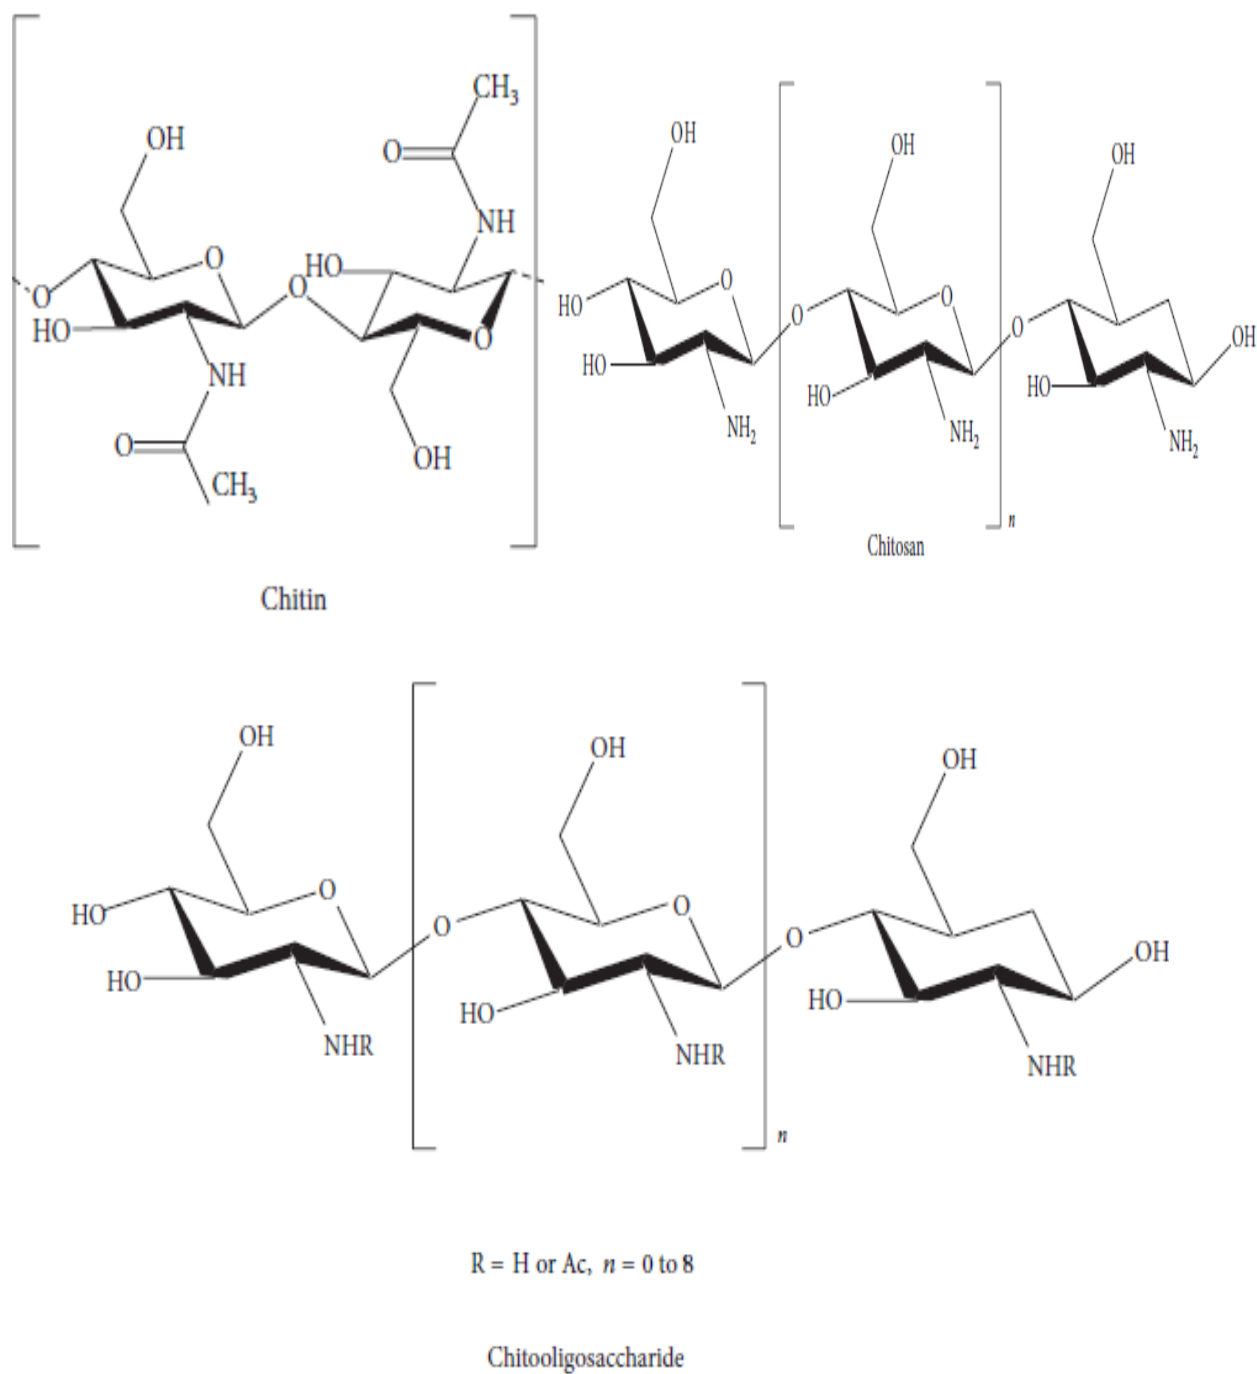 CH₃
OH
O
NH
O
HO
O
O
HO
O
NH
O
CH₃
OH
Chitin
OH
OH
OH
O
O
HO
O
O
OH
HO
HO
HO
NH₂
NH₂
NH₂
n
Chitosan
OH
OH
OH
O
O
HO
O
O
OH
HO
HO
HO
NHR
NHR
NHR
n
R = H or Ac, n = 0 to 8
Chitooligosaccharide